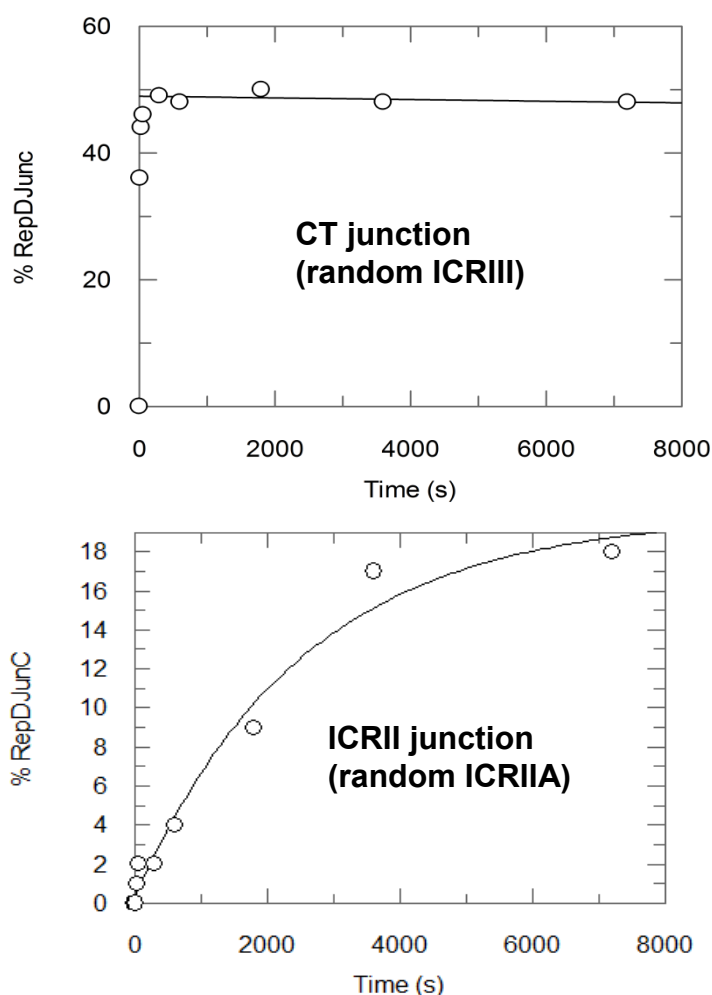 60
40
20
0
% RepDJunc
CT junction
(random ICRIII)
0 2000 4000 6000 8000
Time (s)
18
16
14
12
10
8
6
4
2
0
% RepDJunC
ICRII junction
(random ICRIIA)
0 2000 4000 6000 8000
Time (s)